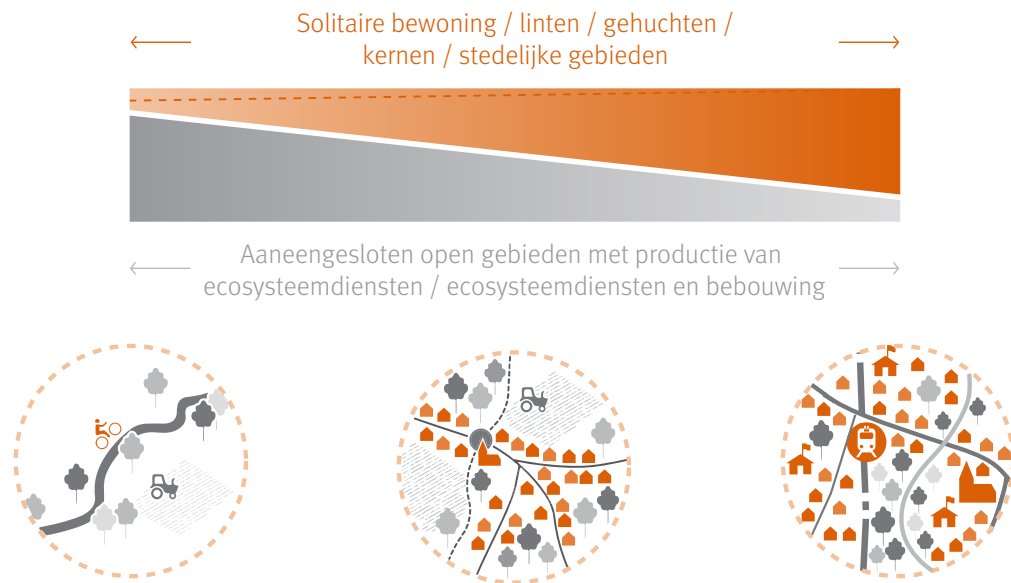 Solitaire bewoning / linten / gehuchten /
kernen / stedelijke gebieden
Aaneengesloten open gebieden met productie van
ecosysteemdiensten / ecosysteemdiensten en bebouwing